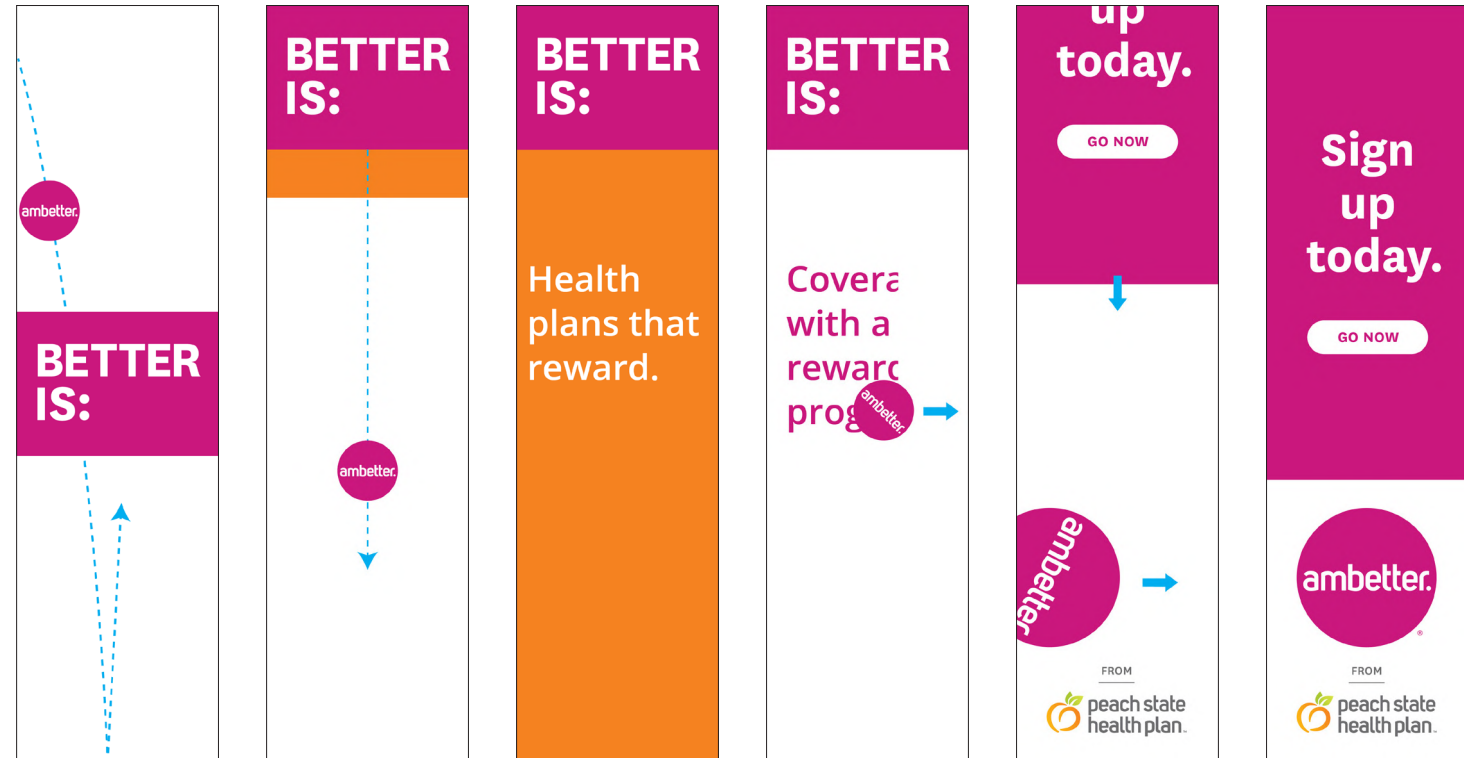 ambetter.
BETTER
IS:
BETTER
IS:
ambetter.
BETTER
IS:
Health
plans that
reward.
BETTER
IS:
Covera
with a
reward
prog
ambetter.
up
today.
GO NOW
ambetter
FROM
peach state
health plan™
Sign
up
today.
GO NOW
ambetter.
®
FROM
peach state
health plan™